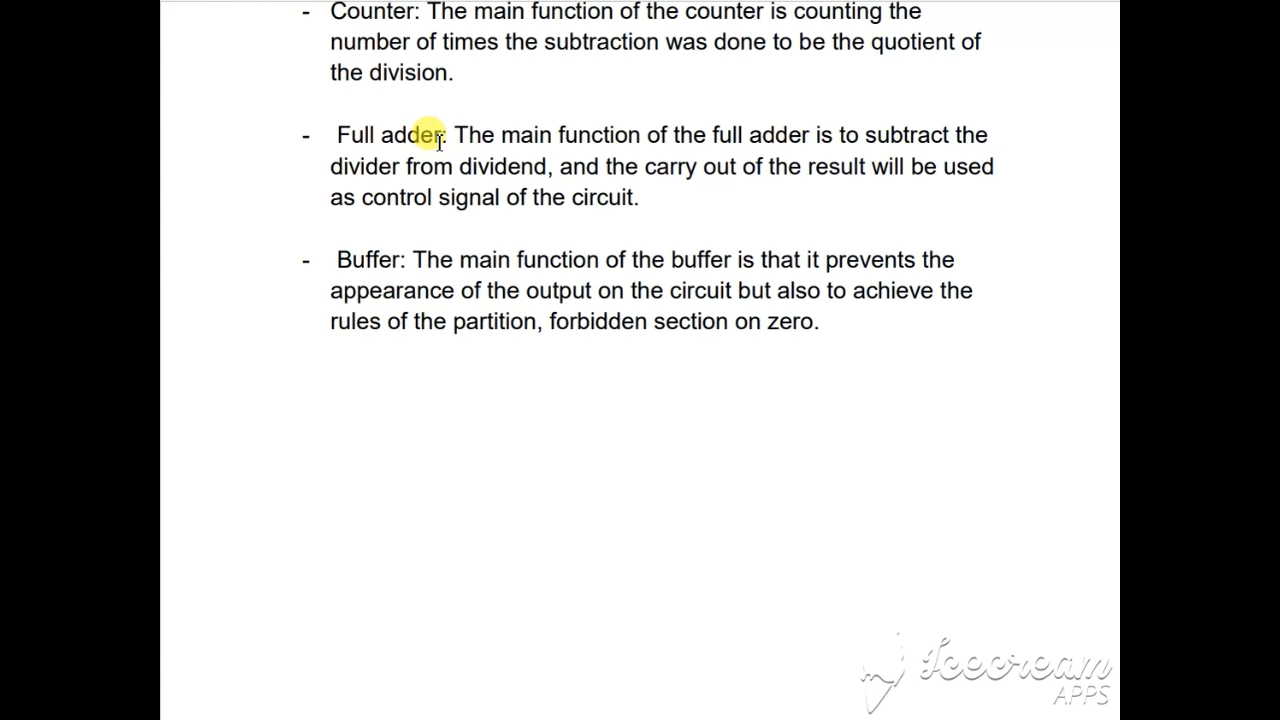 - Counter: The main function of the counter is counting the
number of times the subtraction was done to be the quotient of
the division.
- Full adder: The main function of the full adder is to subtract the
divider from dividend, and the carry out of the result will be used
as control signal of the circuit.
- Buffer: The main function of the buffer is that it prevents the
appearance of the output on the circuit but also to achieve the
rules of the partition, forbidden section on zero.
Icecream
APPS